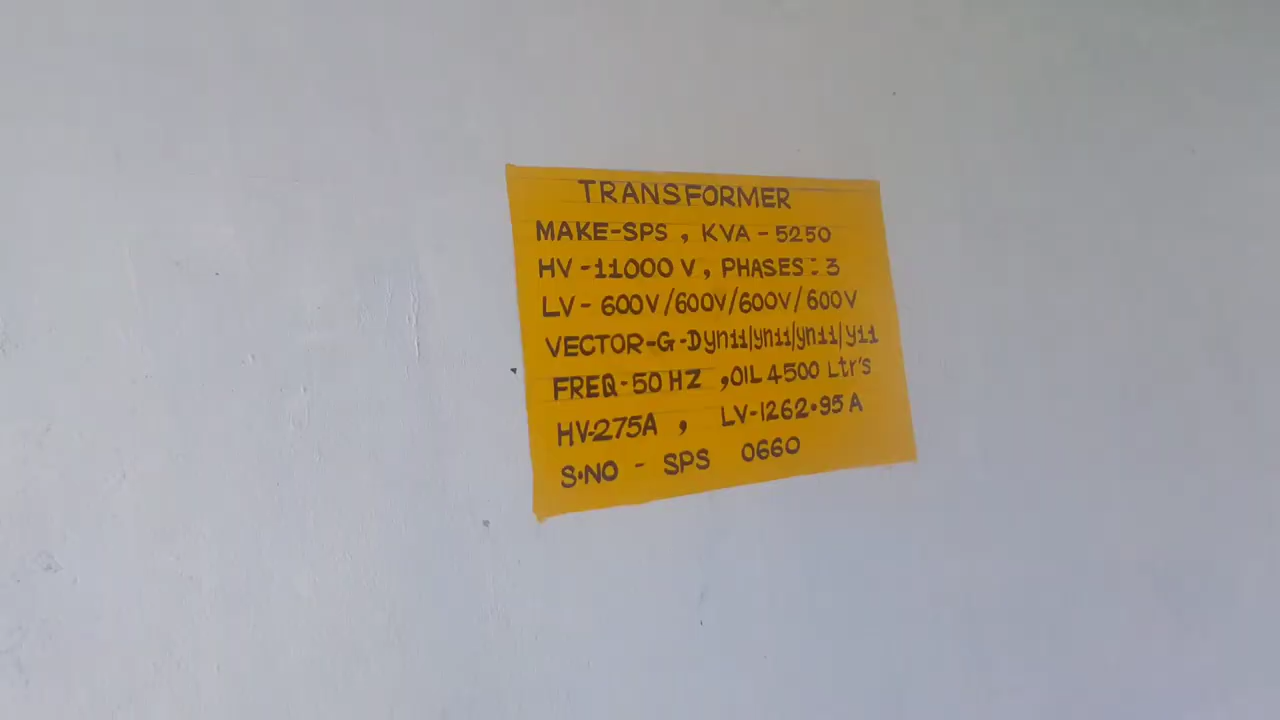 TRANSFORMER
MAKE-SPS , KVA - 5250
HV -11000 V , PHASES : 3
LV - 600V/600V/600V/600V
VECTOR-G-Dyn11/yn11/yn11/y11
FREQ-50 HZ ,OIL 4500 Ltr's
HV-275A , LV-1262.95 A
S.NO - SPS 0660